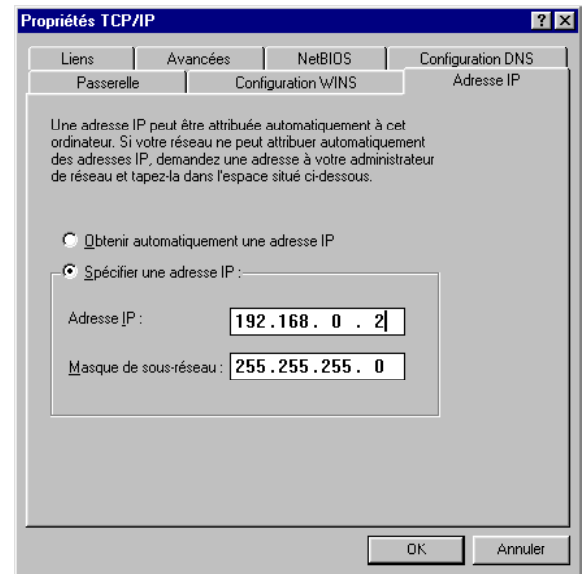 Propriétés TCP/IP
Liens Avancées NetBIOS Configuration DNS
Passerelle Configuration WINS Adresse IP
Une adresse IP peut être attribuée automatiquement à cet
ordinateur. Si votre réseau ne peut attribuer automatiquement
des adresses IP, demandez une adresse à votre administrateur
de réseau et tapez-la dans l'espace situé ci-dessous.
Obtenir automatiquement une adresse IP
Spécifier une adresse IP :
Adresse IP : 192.168. 0 . 2
Masque de sous-réseau : 255.255.255. 0
OK Annuler